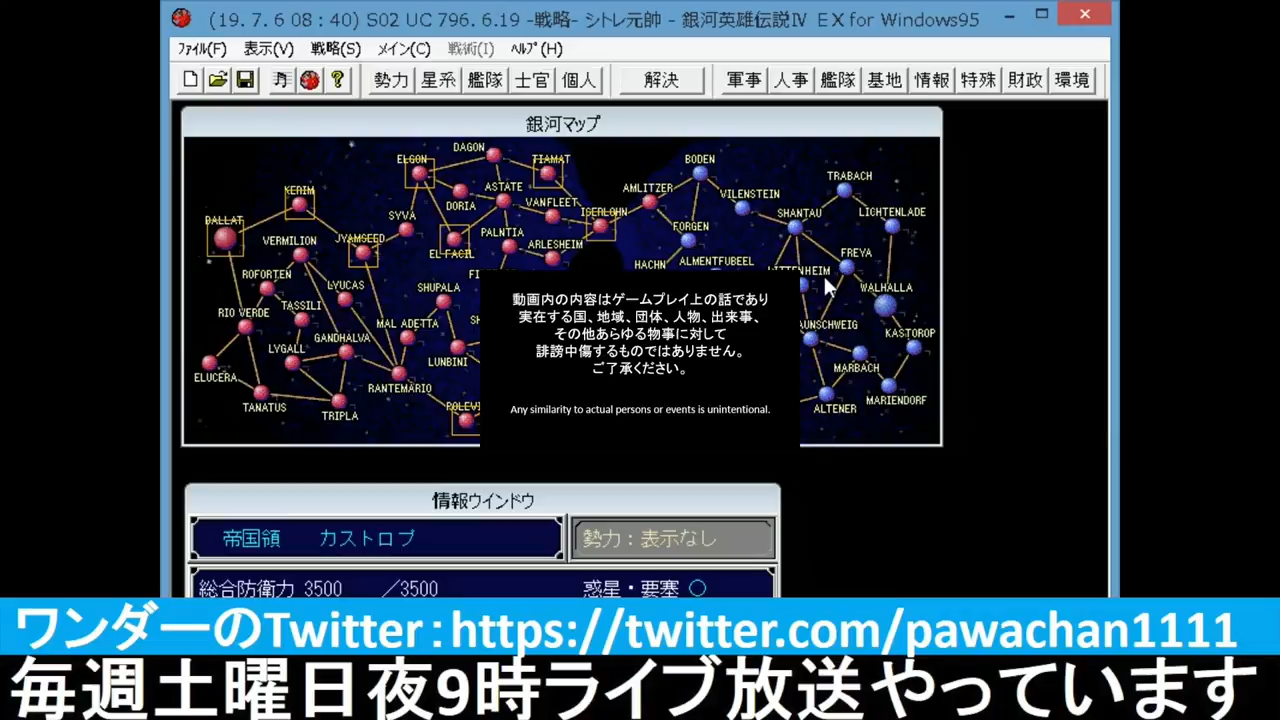 (19. 7. 6 08 : 40) S02 UC 796. 6.19 -戦略- シトレ元帥 - 銀河英雄伝説Ⅳ EX for Windows95
ﾌｧｲﾙ(F) 表示(V) 戦略(S) メイン(C) 戦術(I) ﾍﾙﾌﾟ(H)
勢力 星系 艦隊 士官 個人 解決 軍事 人事 艦隊 基地 情報 特殊 財政 環境
銀河マップ
DAGON
ELGON TIAMAT BODEN
TRABACH
XERIM ASTATE AMLITZER VILENSTEIN
DORIA VANFLEET
DALLAT SYVA ISERLOHN SHANTAU LICHTENLADE
VERMILION JYAMSEED PALNTIA FORGEN
EL FACIL ARLESHEIM FREYA
HACHN ALMENTFUBEEL
ROFORTEN LYUCAS SHUPALA WALHALLA
RIO VERDE TASSILI
MAL ADETTA AUNSCHWEIG KASTOROP
LYGALL GANDHALVA
LUNBINI MARBACH
ELUCERA RANTEMARIO
TANATUS TRIPLA ALTENER MARIENDORF
動画内の内容はゲームプレイ上の話であり
実在する国、地域、団体、人物、出来事、
その他あらゆる物事に対して
誹謗中傷するものではありません。
ご了承ください。
Any similarity to actual persons or events is unintentional.
情報ウインドウ
帝国領 カストロブ 勢力：表示なし
総合防衛力 3500 ／3500 惑星・要塞 ○
ワンダーのTwitter：https://twitter.com/pawachan1111
毎週土曜日夜9時ライブ放送やっています